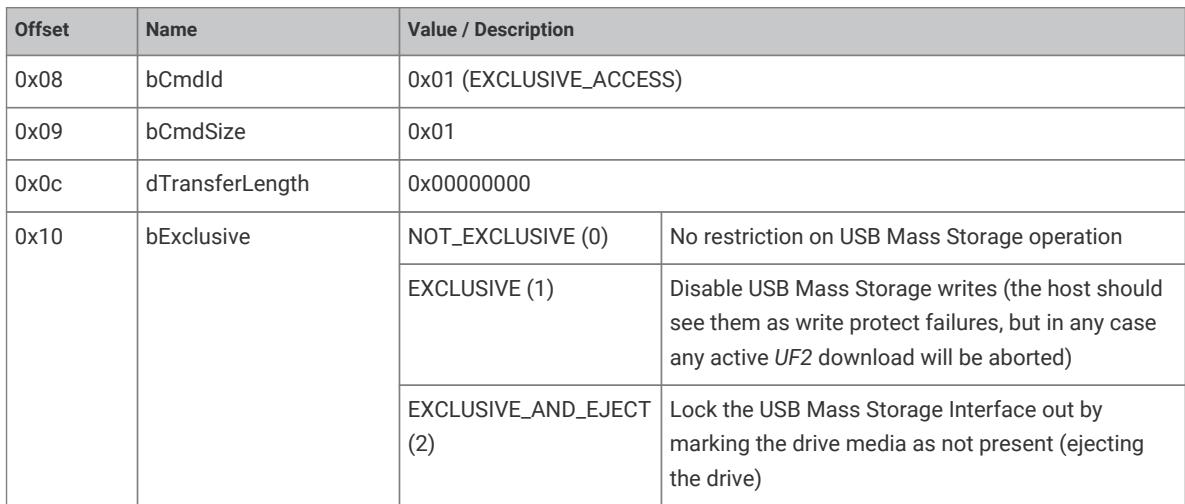 Offset Name Value / Description
0x08 bCmdId 0x01 (EXCLUSIVE_ACCESS)
0x09 bCmdSize 0x01
0x0c dTransferLength 0x00000000
0x10 bExclusive NOT_EXCLUSIVE (0) No restriction on USB Mass Storage operation
EXCLUSIVE (1) Disable USB Mass Storage writes (the host should
see them as write protect failures, but in any case
any active UF2 download will be aborted)
EXCLUSIVE_AND_EJECT Lock the USB Mass Storage Interface out by
(2) marking the drive media as not present (ejecting
the drive)